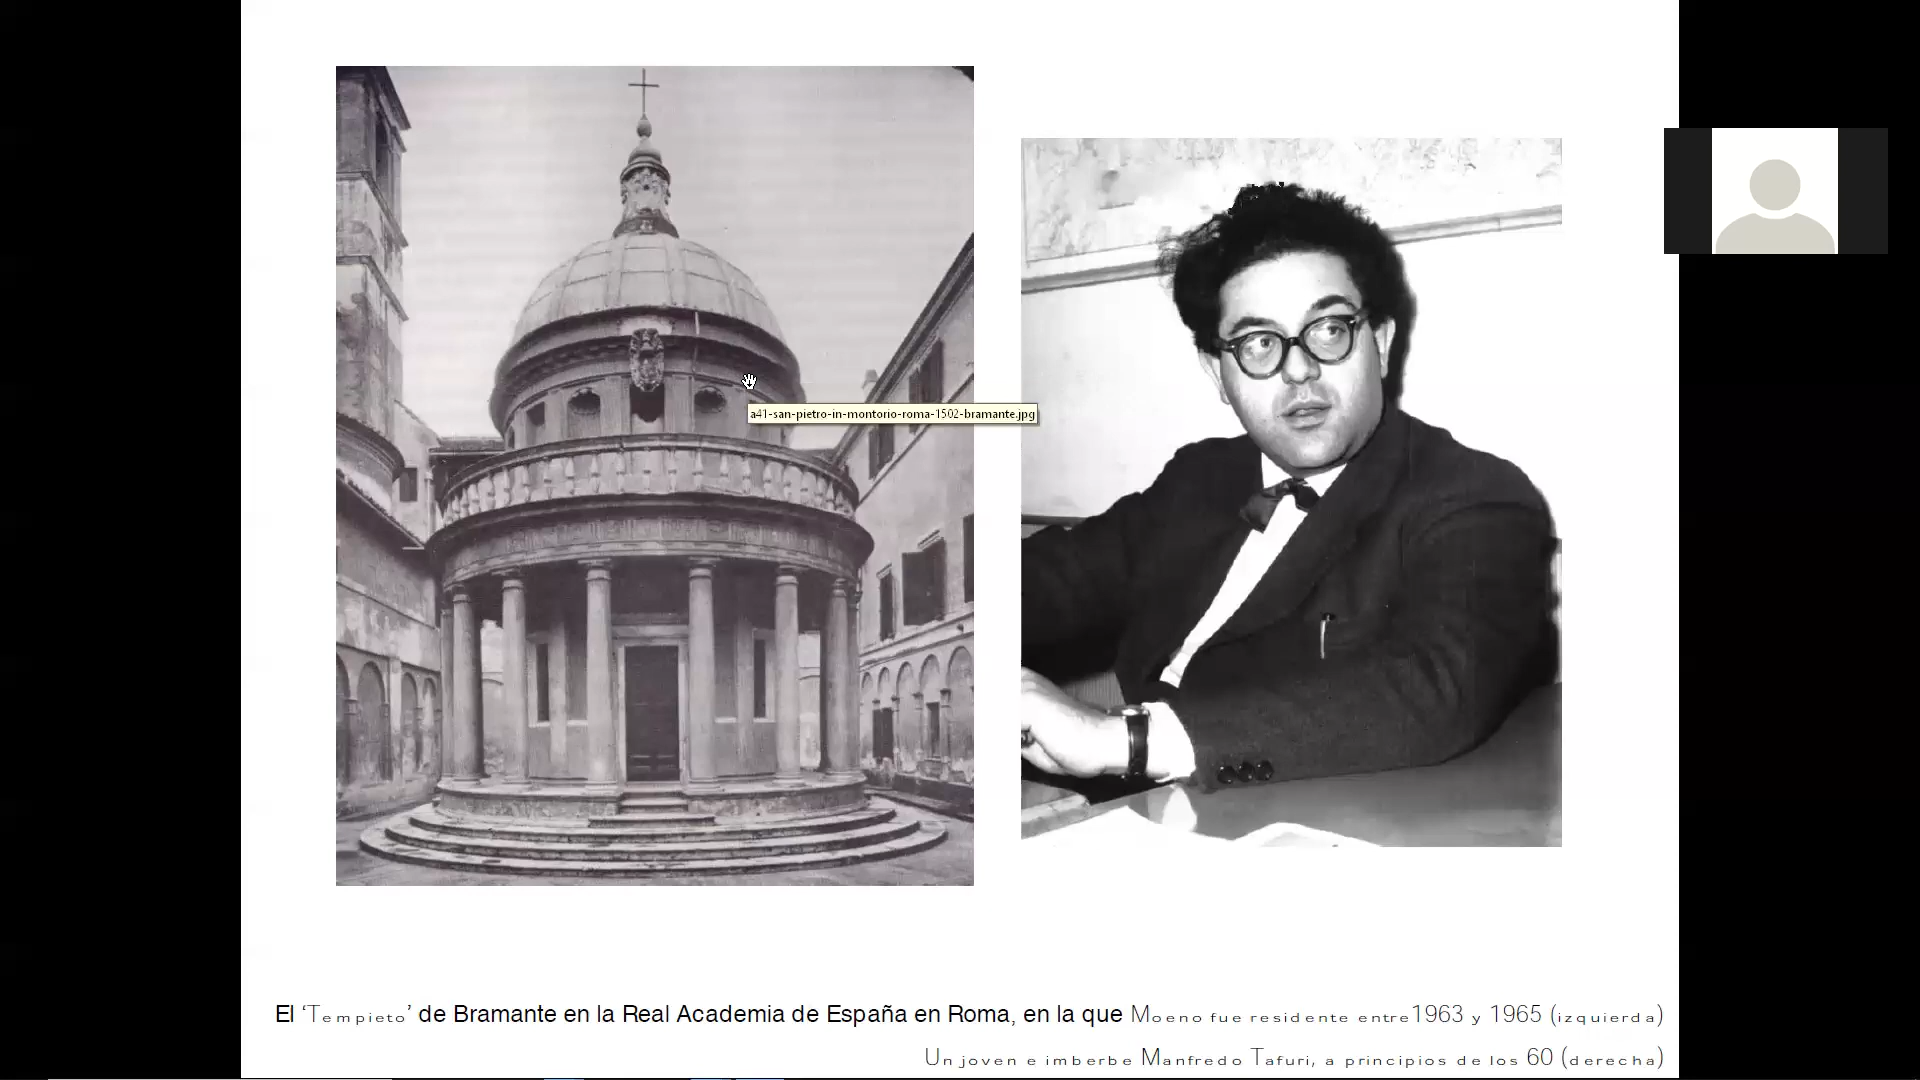 a41-san-pietro-in-montorio-roma-1502-bramante.jpg
El ‘Tempieto’ de Bramante en la Real Academia de España en Roma, en la que Moeno fue residente entre1963 y 1965 (izquierda)
Un joven e imberbe Manfredo Tafuri, a principios de los 60 (derecha)